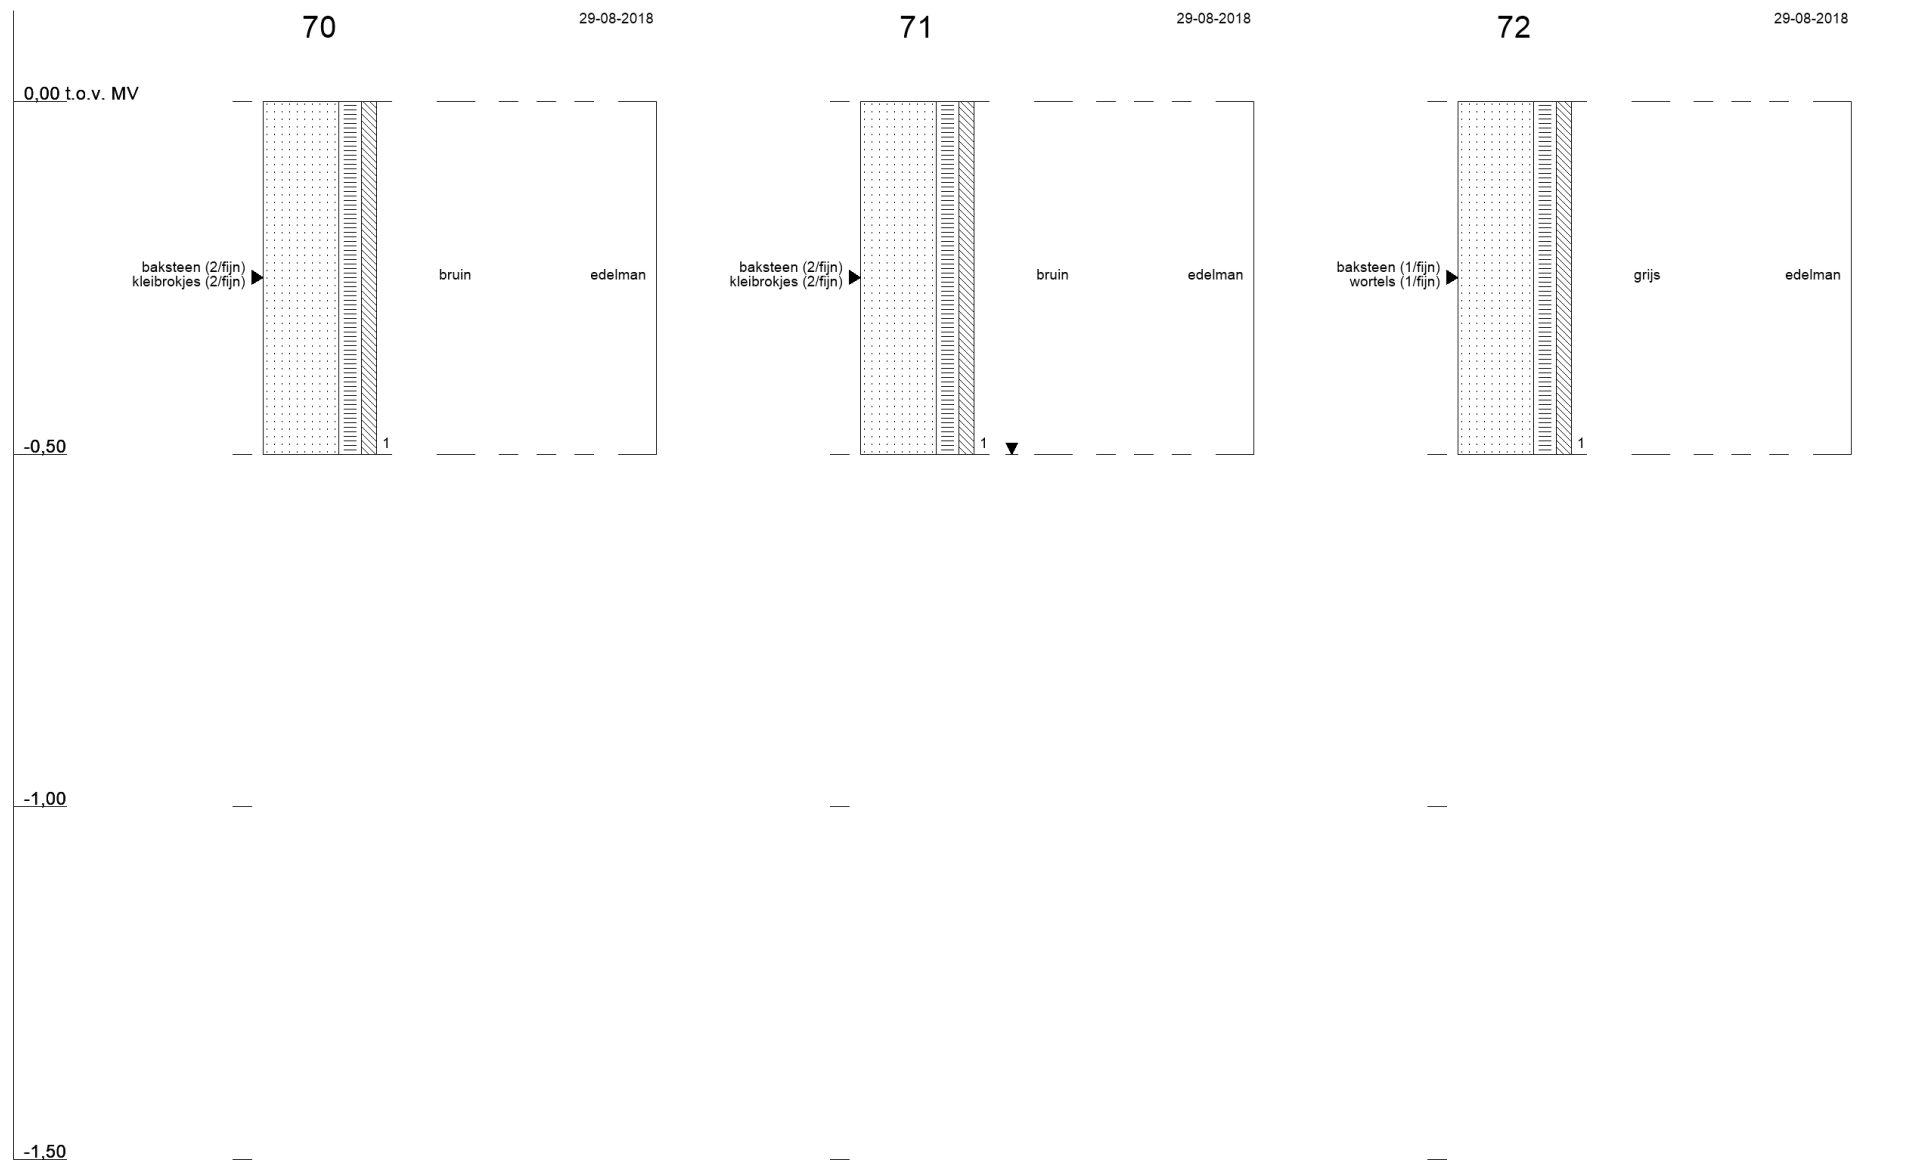 70 29-08-2018 71 29-08-2018 72 29-08-2018
0,00 t.o.v. MV
baksteen (2/fijn) baksteen (2/fijn) baksteen (1/fijn)
bruin edelman bruin edelman grijs edelman
kleibrokjes (2/fijn) kleibrokjes (2/fijn) wortels (1/fijn)
1 1 1
-0,50
-1,00
-1,50